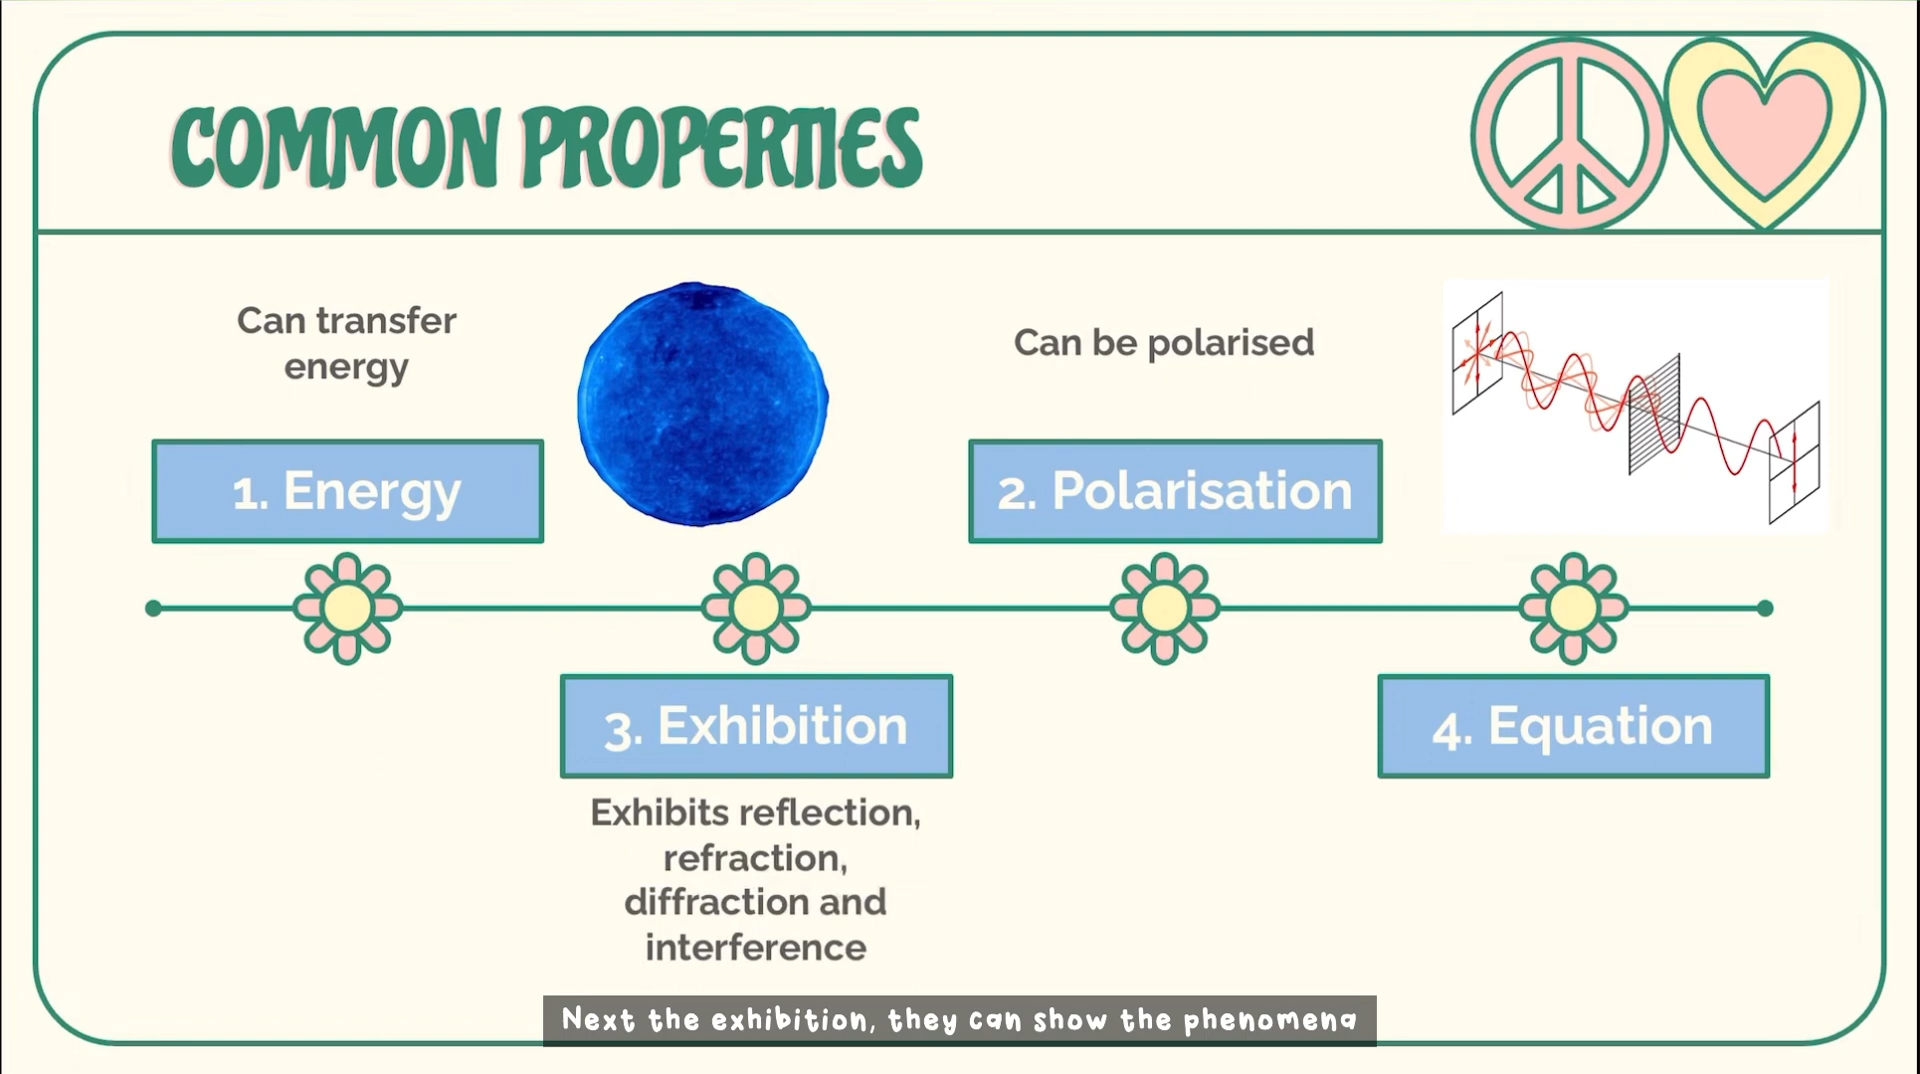 COMMON PROPERTIES
Can transfer
energy
1. Energy
Can be polarised
2. Polarisation
3. Exhibition
Exhibits reflection,
refraction,
diffraction and
interference
4. Equation
Next the exhibition, they can show the phenomena